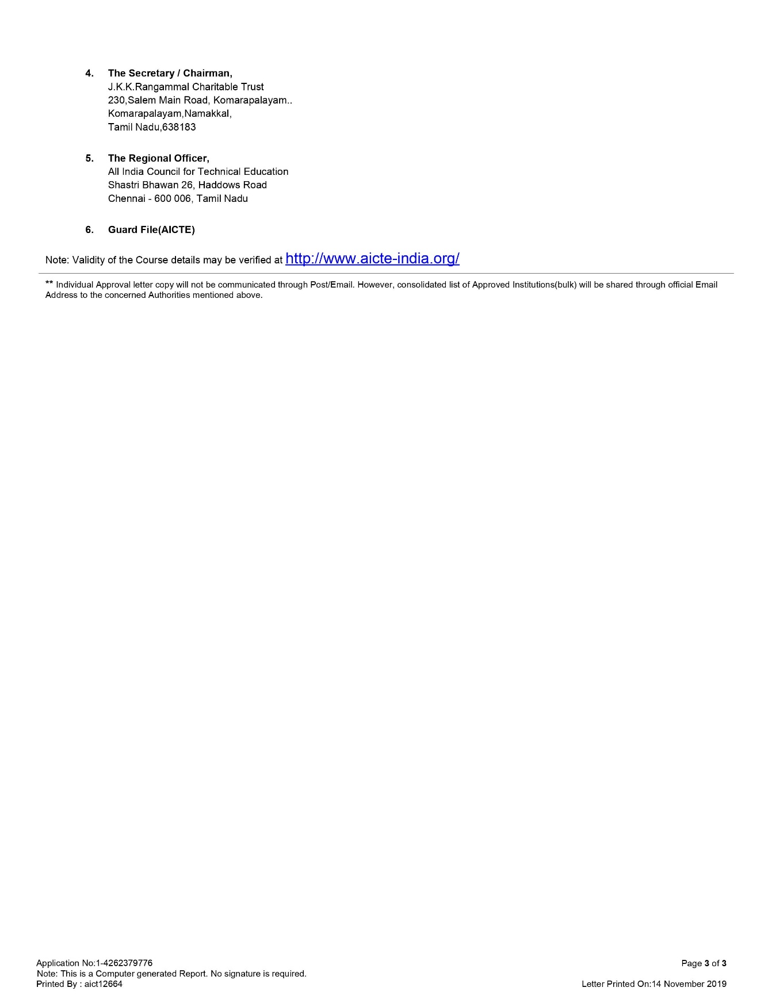 4. The Secretary / Chairman,
J.K.K.Rangammal Charitable Trust
230,Salem Main Road, Komarapalayam..
Komarapalayam,Namakkal,
Tamil Nadu,638183
5. The Regional Officer,
All India Council for Technical Education
Shastri Bhawan 26, Haddows Road
Chennai - 600 006, Tamil Nadu
6. Guard File(AICTE)
Note: Validity of the Course details may be verified at http://www.aicte-india.org/
** Individual Approval letter copy will not be communicated through Post/Email. However, consolidated list of Approved Institutions(bulk) will be shared through official Email
Address to the concerned Authorities mentioned above.
Application No:1-4262379776 Page 3 of 3
Note: This is a Computer generated Report. No signature is required.
Printed By : aict12664 Letter Printed On:14 November 2019